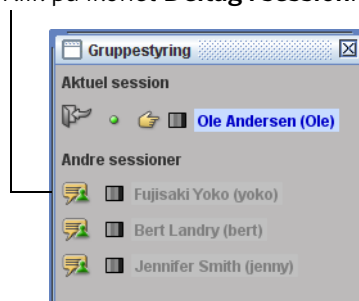 Klik på ikonet Deltag i session.
Gruppestyring
Aktuel session
Ole Andersen (Ole)
Andre sessioner
Fujisaki Yoko (yoko)
Bert Landry (bert)
Jennifer Smith (jenny)